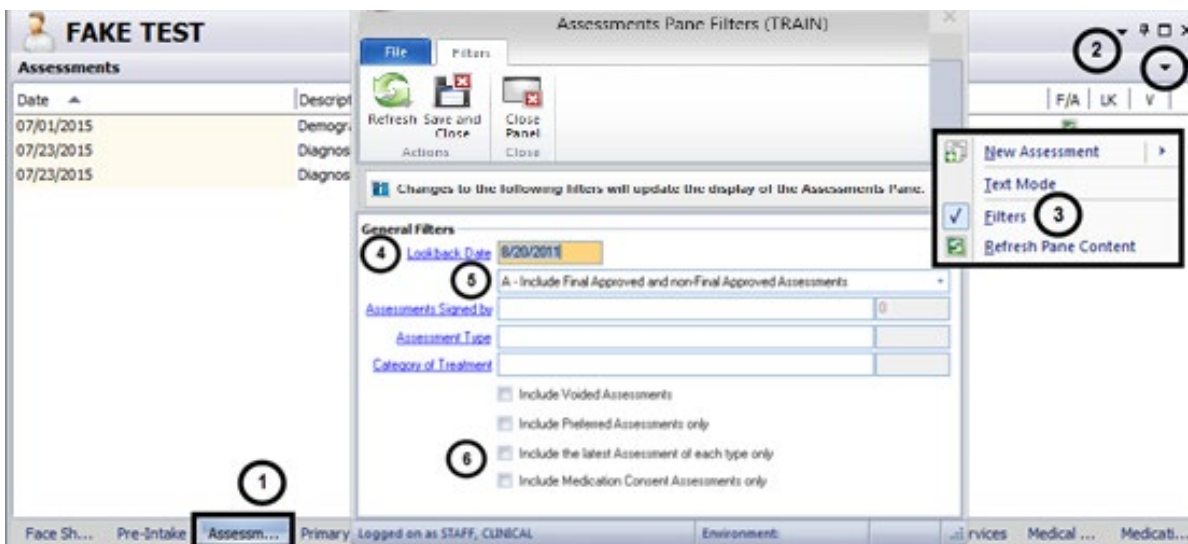 FAKE TEST
Assessments
Date
Descript
07/01/2015 Demogr
07/23/2015 Diagnos
07/23/2015 Diagnos
Assessments Pane Filters (TRAIN)
File Filters
Refresh Save and Close Close Panel
Actions Close
Changes to the following filters will update the display of the Assessments Pane.
General Filters
4 Lookback Date 8/20/2011
5 A - Include Final Approved and non-Final Approved Assessments
Assessments Signed by 0
Assessment Type
Category of Treatment
Include Voided Assessments
Include Preferred Assessments only
6 Include the latest Assessment of each type only
Include Medication Consent Assessments only
2
F/A LK V
New Assessment
Text Mode
Filters 3
Refresh Pane Content
1
Face Sh... Pre-Intake Assessm... Primary
Logged on as STAFF, CLINICAL Environment:
rvices Medical ... Medicati...